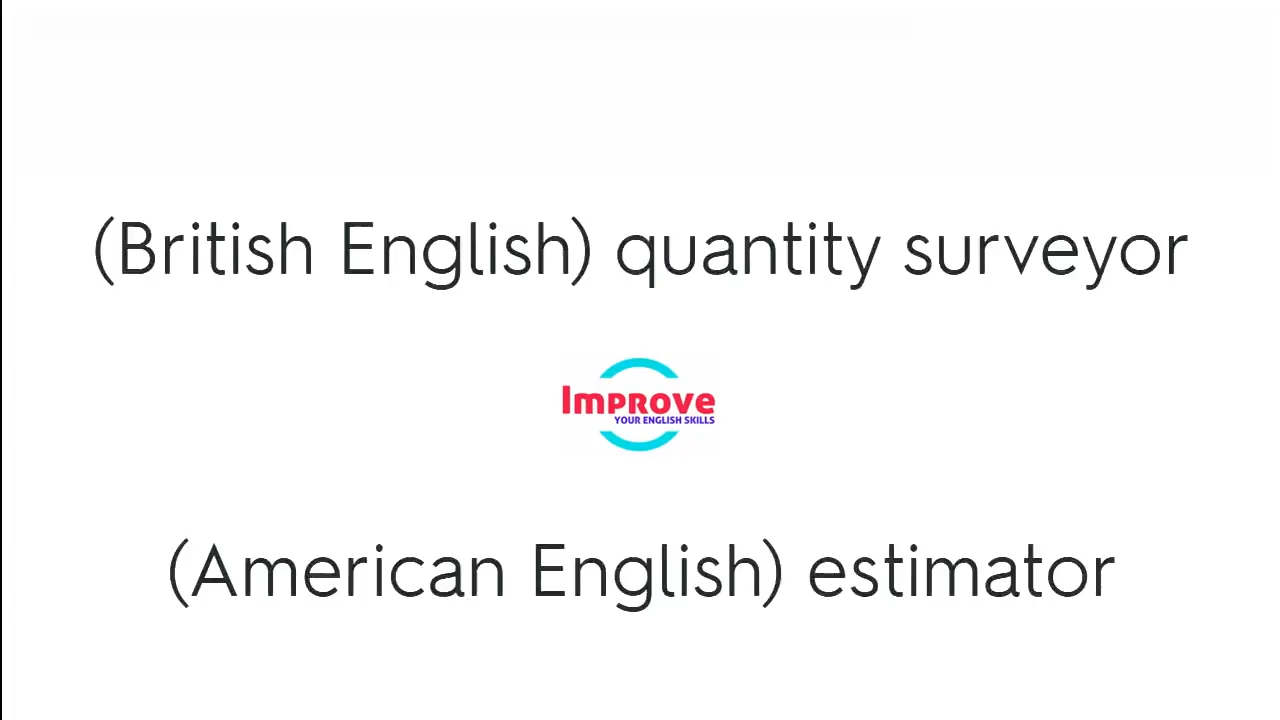 (British English) quantity surveyor
Improve
YOUR ENGLISH SKILLS
(American English) estimator